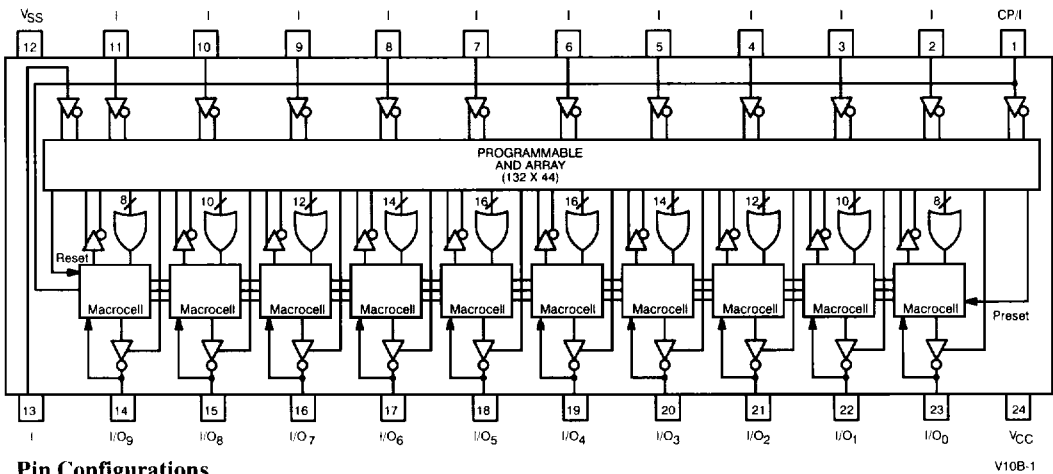 VSS I I I I I I I I I I CP/I
12 11 10 9 8 7 6 5 4 3 2 1
PROGRAMMABLE
AND ARRAY
(132 X 44)
8 10 12 14 16 16 14 12 10 8
Reset
Macrocell Macrocell Macrocell Macrocell Macrocell Macrocell Macrocell Macrocell Macrocell Macrocell
Preset
13 14 15 16 17 18 19 20 21 22 23 24
I I/O9 I/O8 I/O7 I/O6 I/O5 I/O4 I/O3 I/O2 I/O1 I/O0 VCC
V10B-1
Pin Configurations